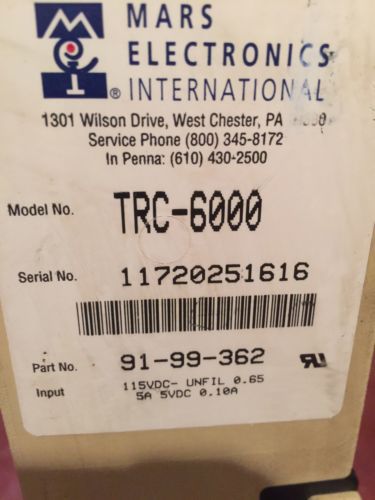 MARS
ELECTRONICS
® INTERNATIONAL
1301 Wilson Drive, West Chester, PA
Service Phone (800) 345-8172
In Penna: (610) 430-2500
Model No. TRC-6000
Serial No. 11720251616
Part No. 91-99-362
Input 115VDC- UNFIL 0.65
5A 5VDC 0.10A